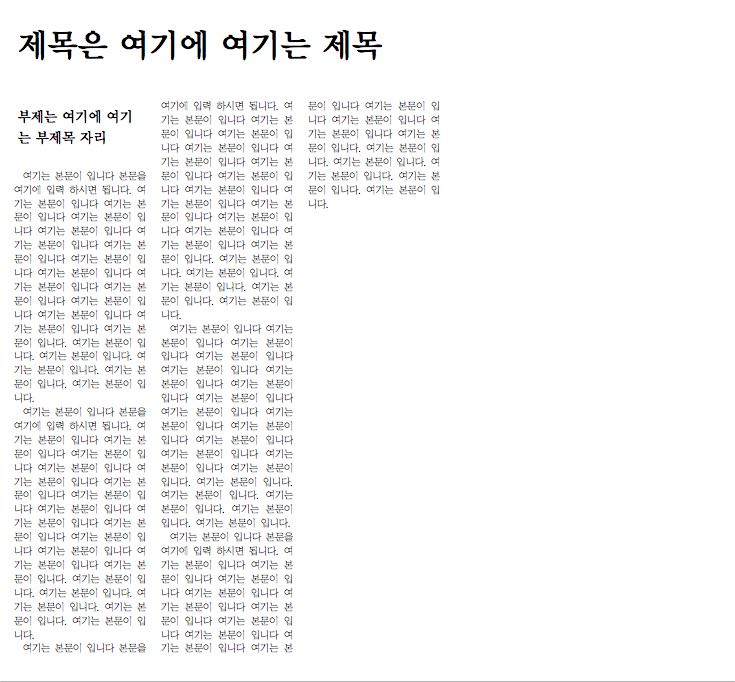 제목은 여기에 여기는 제목
부제는 여기에 여기
는 부제목 자리
여기는 본문이 입니다 본문을
여기에 입력 하시면 됩니다. 여
기는 본문이 입니다 여기는 본
문이 입니다 여기는 본문이 입
니다 여기는 본문이 입니다 여
기는 본문이 입니다 여기는 본
문이 입니다 여기는 본문이 입
니다 여기는 본문이 입니다 여
기는 본문이 입니다 여기는 본
문이 입니다 여기는 본문이 입
니다 여기는 본문이 입니다 여
기는 본문이 입니다 여기는 본
문이 입니다. 여기는 본문이 입
니다. 여기는 본문이 입니다. 여
기는 본문이 입니다. 여기는 본
문이 입니다. 여기는 본문이 입
니다.
여기는 본문이 입니다 본문을
여기에 입력 하시면 됩니다. 여
기는 본문이 입니다 여기는 본
문이 입니다 여기는 본문이 입
니다 여기는 본문이 입니다 여
기는 본문이 입니다 여기는 본
문이 입니다 여기는 본문이 입
니다 여기는 본문이 입니다 여
기는 본문이 입니다 여기는 본
문이 입니다 여기는 본문이 입
니다 여기는 본문이 입니다 여
기는 본문이 입니다 여기는 본
문이 입니다. 여기는 본문이 입
니다. 여기는 본문이 입니다. 여
기는 본문이 입니다. 여기는 본
문이 입니다. 여기는 본문이 입
니다.
여기는 본문이 입니다 본문을
여기에 입력 하시면 됩니다. 여
기는 본문이 입니다 여기는 본
문이 입니다 여기는 본문이 입
니다 여기는 본문이 입니다 여
기는 본문이 입니다 여기는 본
문이 입니다 여기는 본문이 입
니다 여기는 본문이 입니다 여
기는 본문이 입니다 여기는 본
문이 입니다 여기는 본문이 입
니다 여기는 본문이 입니다 여
기는 본문이 입니다 여기는 본
문이 입니다. 여기는 본문이 입
니다. 여기는 본문이 입니다. 여
기는 본문이 입니다. 여기는 본
문이 입니다. 여기는 본문이 입
니다.
여기는 본문이 입니다 여기는
본문이 입니다 여기는 본문이
입니다 여기는 본문이 입니다
여기는 본문이 입니다 여기는
본문이 입니다 여기는 본문이
입니다 여기는 본문이 입니다
여기는 본문이 입니다 여기는
본문이 입니다 여기는 본문이
입니다 여기는 본문이 입니다
여기는 본문이 입니다 여기는
본문이 입니다 여기는 본문이
입니다. 여기는 본문이 입니다.
여기는 본문이 입니다. 여기는
본문이 입니다. 여기는 본문이
입니다. 여기는 본문이 입니다.
여기는 본문이 입니다 본문을
여기에 입력 하시면 됩니다. 여
기는 본문이 입니다 여기는 본
문이 입니다 여기는 본문이 입
니다 여기는 본문이 입니다 여
기는 본문이 입니다 여기는 본
문이 입니다 여기는 본문이 입
니다 여기는 본문이 입니다 여
기는 본문이 입니다 여기는 본
문이 입니다 여기는 본문이 입
니다 여기는 본문이 입니다 여
기는 본문이 입니다 여기는 본
문이 입니다. 여기는 본문이 입
니다. 여기는 본문이 입니다. 여
기는 본문이 입니다. 여기는 본
문이 입니다. 여기는 본문이 입
니다.